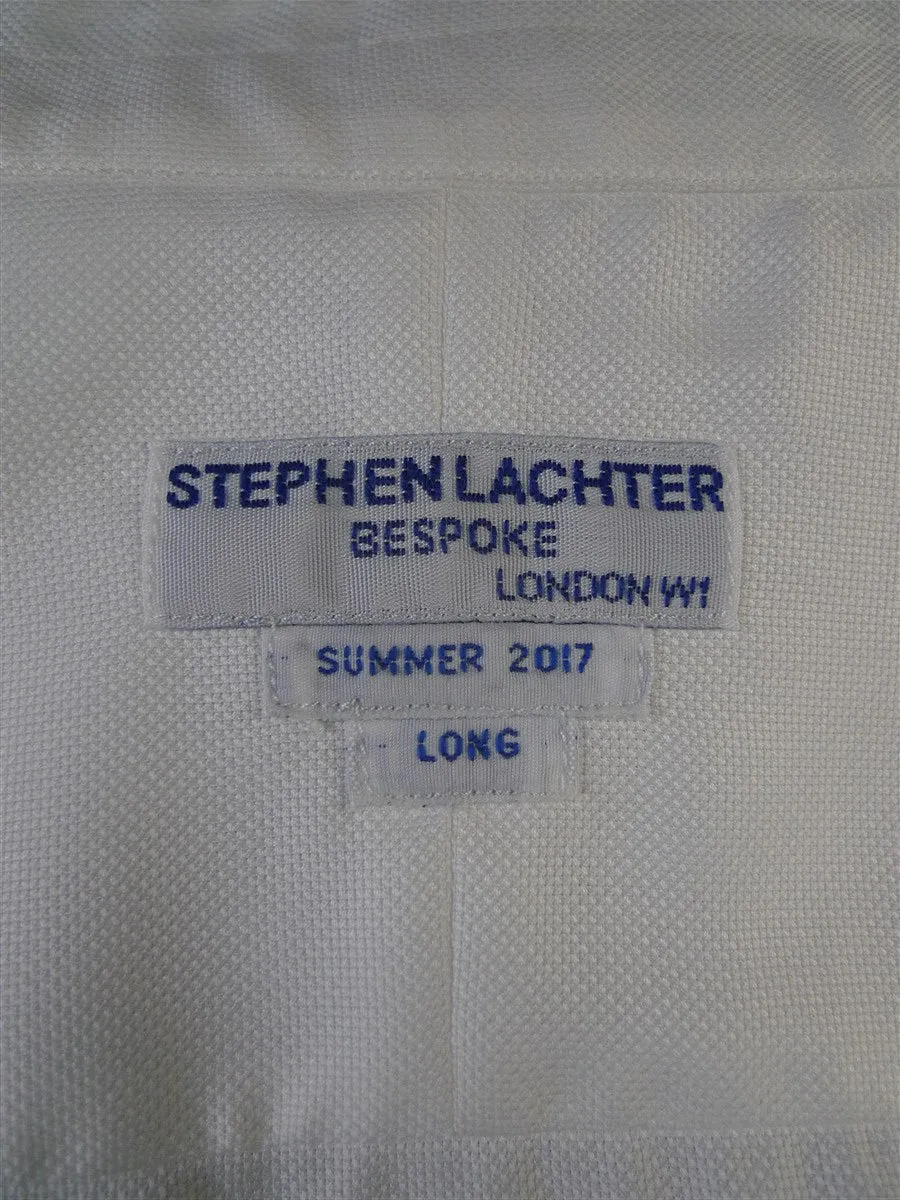 STEPHEN LACHTER
BESPOKE
LONDON W1
SUMMER 2017
LONG